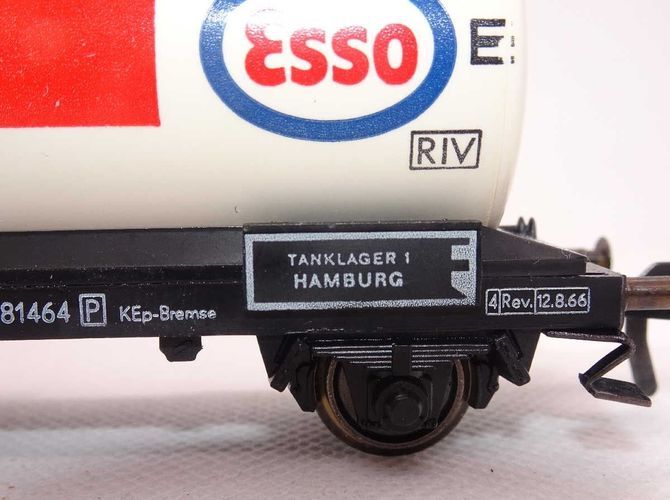 ESSO
E
RIV
TANKLAGER 1
HAMBURG
81464 P KEp-Bremse
4 Rev. 12.8.66